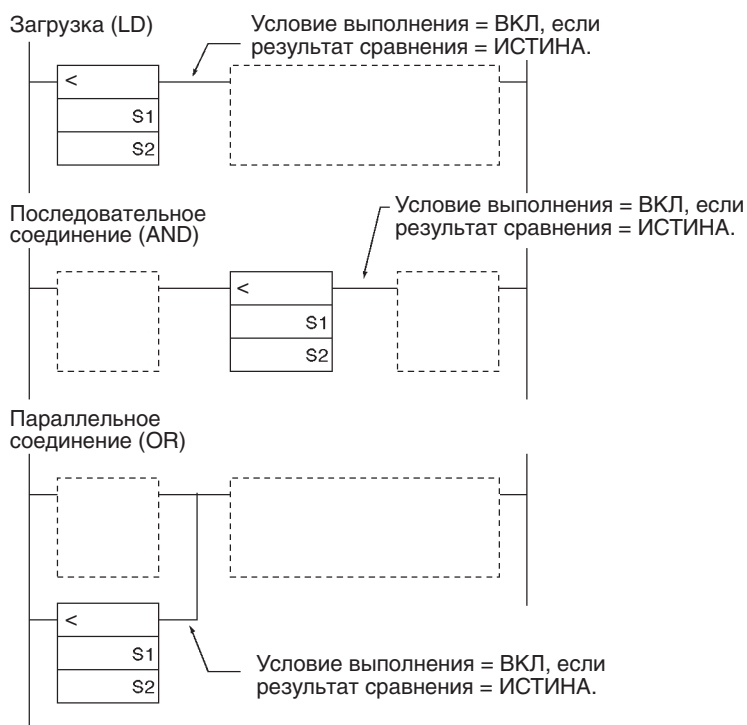 Загрузка (LD)
Условие выполнения = ВКЛ, если
результат сравнения = ИСТИНА.
<
S1
S2
Последовательное
соединение (AND)
Условие выполнения = ВКЛ, если
результат сравнения = ИСТИНА.
<
S1
S2
Параллельное
соединение (OR)
<
S1
S2
Условие выполнения = ВКЛ, если
результат сравнения = ИСТИНА.